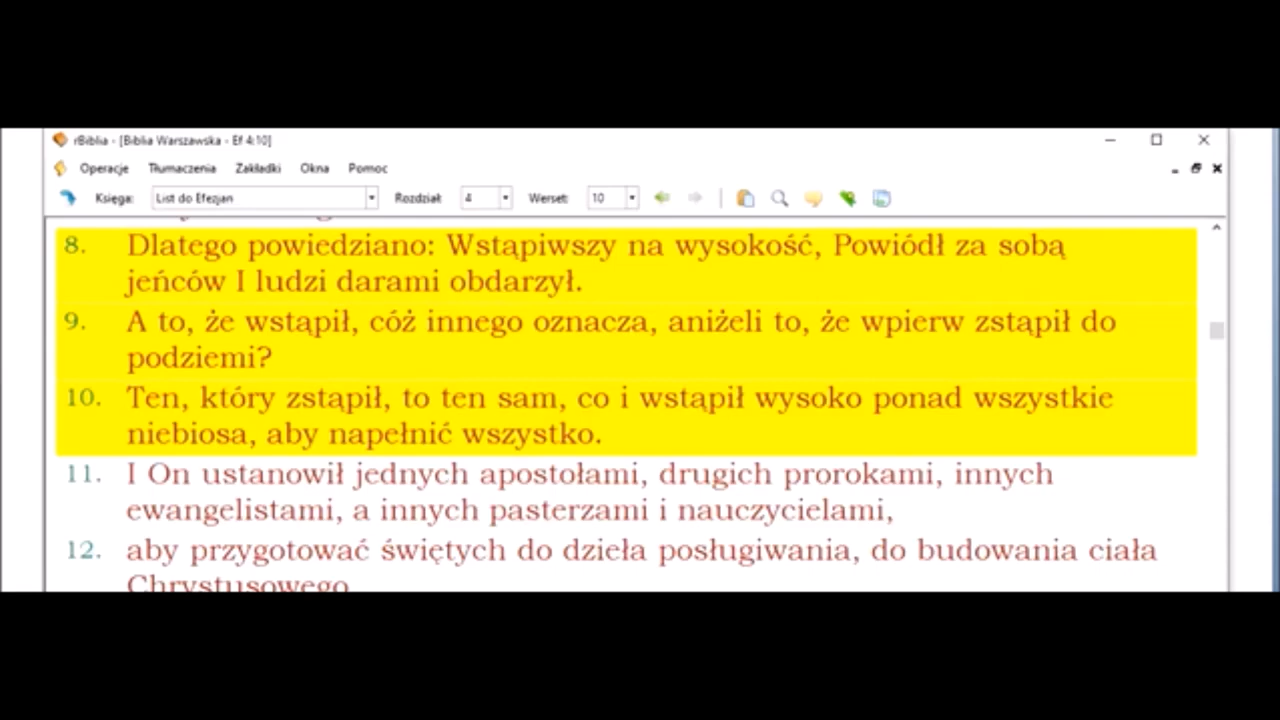 rBiblia - [Biblia Warszawska - Ef 4:10]
Operacje Tłumaczenia Zakładki Okna Pomoc
Księga: List do Efezjan Rozdział: 4 Werset: 10
8. Dlatego powiedziano: Wstąpiwszy na wysokość, Powiódł za sobą
jeńców I ludzi darami obdarzył.
9. A to, że wstąpił, cóż innego oznacza, aniżeli to, że wpierw zstąpił do
podziemi?
10. Ten, który zstąpił, to ten sam, co i wstąpił wysoko ponad wszystkie
niebiosa, aby napełnić wszystko.
11. I On ustanowił jednych apostołami, drugich prorokami, innych
ewangelistami, a innych pasterzami i nauczycielami,
12. aby przygotować świętych do dzieła posługiwania, do budowania ciała
Chrystusowego